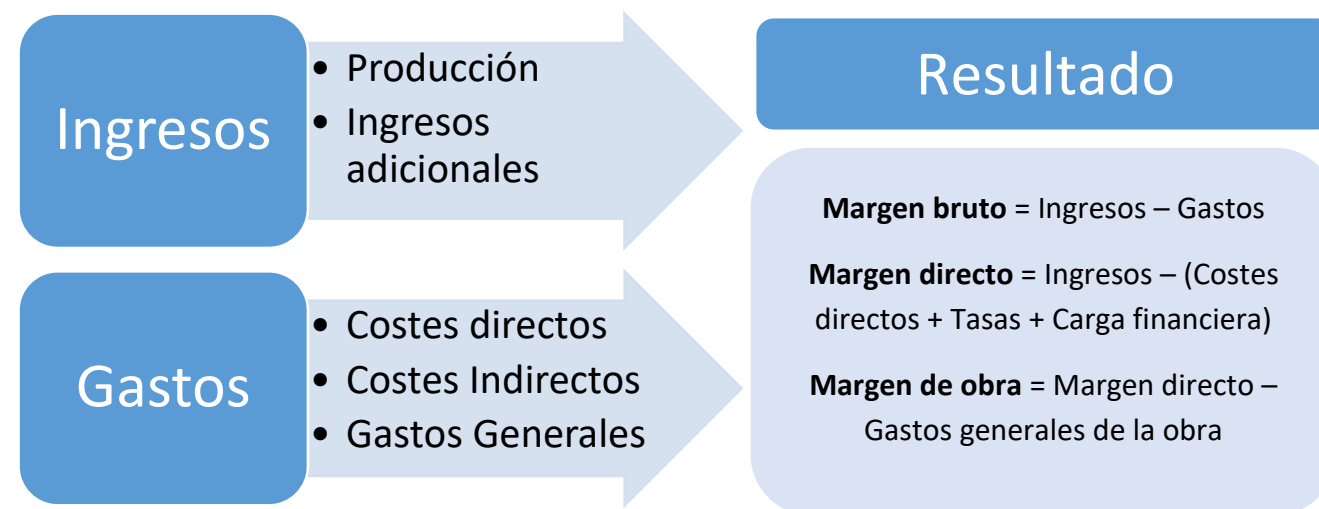 Ingresos
• Producción
• Ingresos
adicionales
Gastos
• Costes directos
• Costes Indirectos
• Gastos Generales
Resultado
Margen bruto = Ingresos – Gastos
Margen directo = Ingresos – (Costes
directos + Tasas + Carga financiera)
Margen de obra = Margen directo –
Gastos generales de la obra